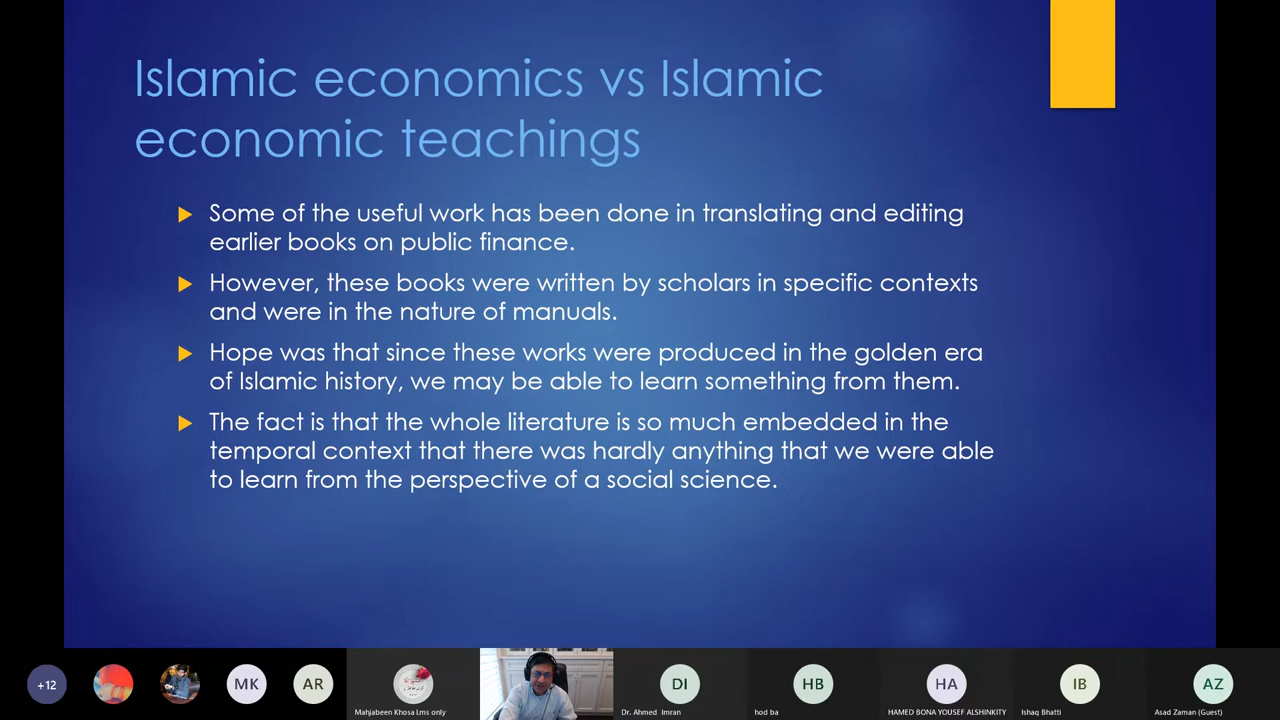 Islamic economics vs Islamic
economic teachings
Some of the useful work has been done in translating and editing
earlier books on public finance.
However, these books were written by scholars in specific contexts
and were in the nature of manuals.
Hope was that since these works were produced in the golden era
of Islamic history, we may be able to learn something from them.
The fact is that the whole literature is so much embedded in the
temporal context that there was hardly anything that we were able
to learn from the perspective of a social science.
+12
MK
AR
Mahjabeen Khosa Lms only
DI
Dr. Ahmed Imran
HB
hod ba
HA
HAMED BONA YOUSEF ALSHINKITY
IB
Ishaq Bhatti
AZ
Asad Zaman (Guest)